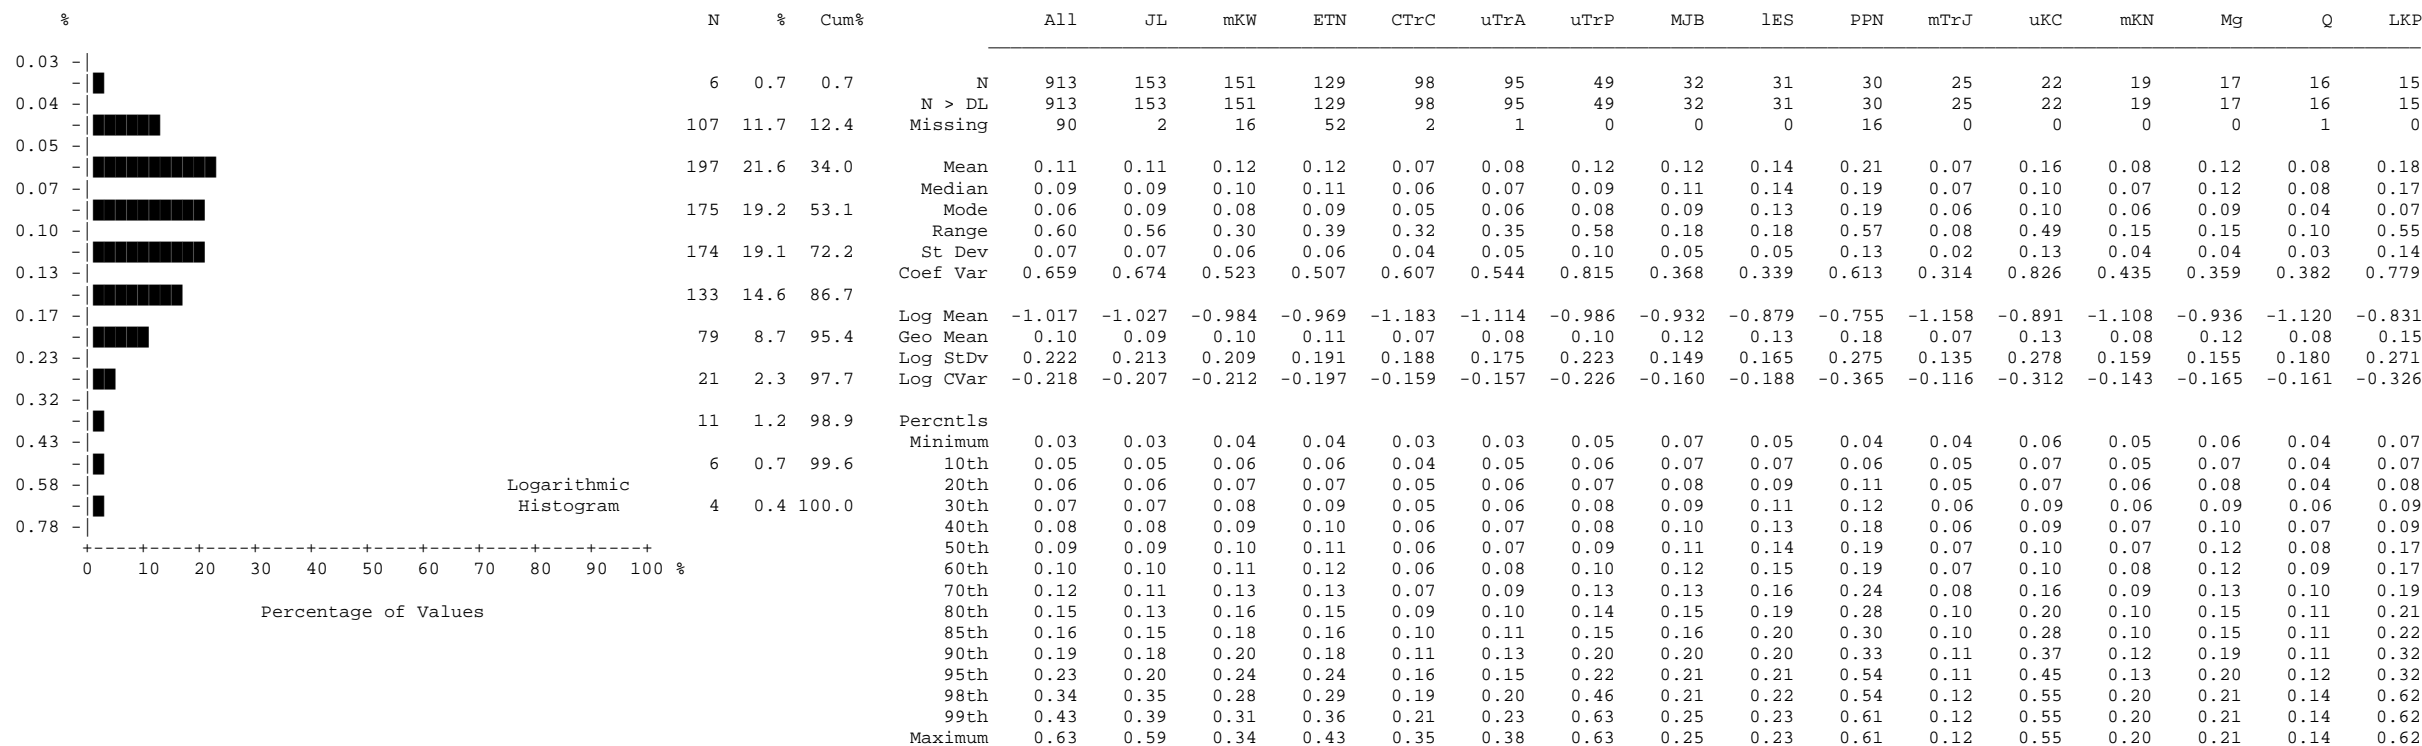 % N % Cum% All JL mKW ETN CTrC uTrA uTrP MJB lES PPN mTrJ uKC mKN Mg Q LKP
0.03 -|
-| 6 0.7 0.7 N 913 153 151 129 98 95 49 32 31 30 25 22 19 17 16 15
0.04 -| N > DL 913 153 151 129 98 95 49 32 31 30 25 22 19 17 16 15
-| 107 11.7 12.4 Missing 90 2 16 52 2 1 0 0 0 16 0 0 0 0 1 0
0.05 -|
-| 197 21.6 34.0 Mean 0.11 0.11 0.12 0.12 0.07 0.08 0.12 0.12 0.14 0.21 0.07 0.16 0.08 0.12 0.08 0.18
0.07 -| Median 0.09 0.09 0.10 0.11 0.06 0.07 0.09 0.11 0.14 0.19 0.07 0.10 0.07 0.12 0.08 0.17
-| 175 19.2 53.1 Mode 0.06 0.09 0.08 0.09 0.05 0.06 0.08 0.09 0.13 0.19 0.06 0.10 0.06 0.09 0.04 0.07
0.10 -| Range 0.60 0.56 0.30 0.39 0.32 0.35 0.58 0.18 0.18 0.57 0.08 0.49 0.15 0.15 0.10 0.55
-| 174 19.1 72.2 St Dev 0.07 0.07 0.06 0.06 0.04 0.05 0.10 0.05 0.05 0.13 0.02 0.13 0.04 0.04 0.03 0.14
0.13 -| Coef Var 0.659 0.674 0.523 0.507 0.607 0.544 0.815 0.368 0.339 0.613 0.314 0.826 0.435 0.359 0.382 0.779
-| 133 14.6 86.7
0.17 -| Log Mean -1.017 -1.027 -0.984 -0.969 -1.183 -1.114 -0.986 -0.932 -0.879 -0.755 -1.158 -0.891 -1.108 -0.936 -1.120 -0.831
-| 79 8.7 95.4 Geo Mean 0.10 0.09 0.10 0.11 0.07 0.08 0.10 0.12 0.13 0.18 0.07 0.13 0.08 0.12 0.08 0.15
0.23 -| Log StDv 0.222 0.213 0.209 0.191 0.188 0.175 0.223 0.149 0.165 0.275 0.135 0.278 0.159 0.155 0.180 0.271
-| 21 2.3 97.7 Log CVar -0.218 -0.207 -0.212 -0.197 -0.159 -0.157 -0.226 -0.160 -0.188 -0.365 -0.116 -0.312 -0.143 -0.165 -0.161 -0.326
0.32 -|
-| 11 1.2 98.9 Percntls
0.43 -| Minimum 0.03 0.03 0.04 0.04 0.03 0.03 0.05 0.07 0.05 0.04 0.04 0.06 0.05 0.06 0.04 0.07
-| 6 0.7 99.6 10th 0.05 0.05 0.06 0.06 0.04 0.05 0.06 0.07 0.07 0.06 0.05 0.07 0.05 0.07 0.04 0.07
0.58 -| Logarithmic 20th 0.06 0.06 0.07 0.07 0.05 0.06 0.07 0.08 0.09 0.11 0.05 0.07 0.06 0.08 0.04 0.08
-| Histogram 4 0.4 100.0 30th 0.07 0.07 0.08 0.09 0.05 0.06 0.08 0.09 0.11 0.12 0.06 0.09 0.06 0.09 0.06 0.09
0.78 -| 40th 0.08 0.08 0.09 0.10 0.06 0.07 0.08 0.10 0.13 0.18 0.06 0.09 0.07 0.10 0.07 0.09
+----+----+----+----+----+----+----+----+----+----+ 50th 0.09 0.09 0.10 0.11 0.06 0.07 0.09 0.11 0.14 0.19 0.07 0.10 0.07 0.12 0.08 0.17
0 10 20 30 40 50 60 70 80 90 100 % 60th 0.10 0.10 0.11 0.12 0.06 0.08 0.10 0.12 0.15 0.19 0.07 0.10 0.08 0.12 0.09 0.17
70th 0.12 0.11 0.13 0.13 0.07 0.09 0.13 0.13 0.16 0.24 0.08 0.16 0.09 0.13 0.10 0.19
Percentage of Values 80th 0.15 0.13 0.16 0.15 0.09 0.10 0.14 0.15 0.19 0.28 0.10 0.20 0.10 0.15 0.11 0.21
85th 0.16 0.15 0.18 0.16 0.10 0.11 0.15 0.16 0.20 0.30 0.10 0.28 0.10 0.15 0.11 0.22
90th 0.19 0.18 0.20 0.18 0.11 0.13 0.20 0.20 0.20 0.33 0.11 0.37 0.12 0.19 0.11 0.32
95th 0.23 0.20 0.24 0.24 0.16 0.15 0.22 0.21 0.21 0.54 0.11 0.45 0.13 0.20 0.12 0.32
98th 0.34 0.35 0.28 0.29 0.19 0.20 0.46 0.21 0.22 0.54 0.12 0.55 0.20 0.21 0.14 0.62
99th 0.43 0.39 0.31 0.36 0.21 0.23 0.63 0.25 0.23 0.61 0.12 0.55 0.20 0.21 0.14 0.62
Maximum 0.63 0.59 0.34 0.43 0.35 0.38 0.63 0.25 0.23 0.61 0.12 0.55 0.20 0.21 0.14 0.62